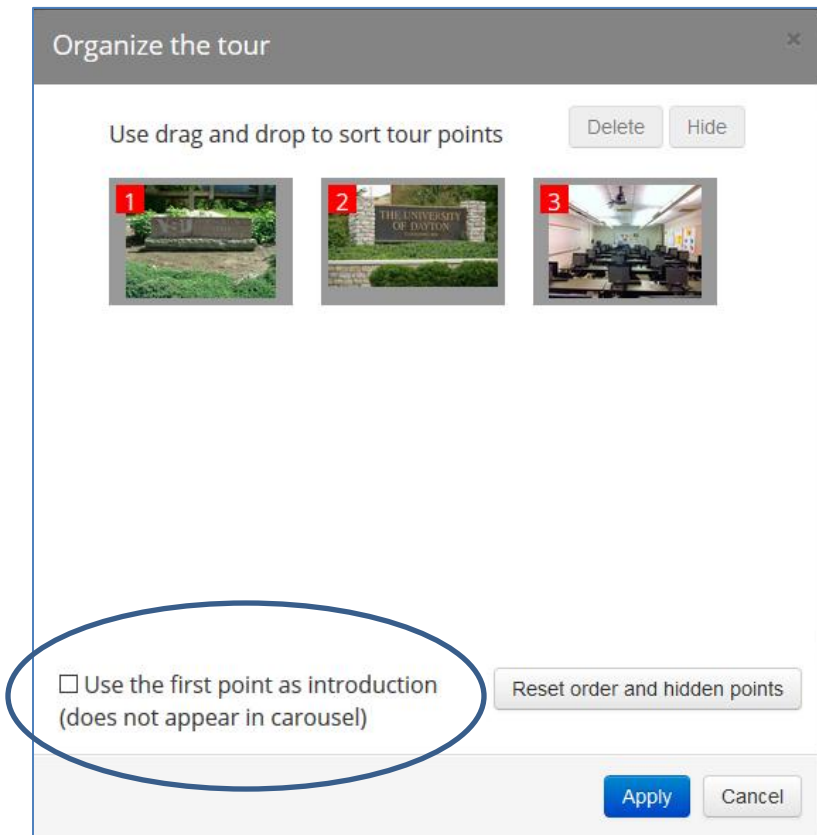 Organize the tour
×
Use drag and drop to sort tour points
Delete
Hide
1
2
3
THE UNIVERSITY
OF DAYTON
Use the first point as introduction
(does not appear in carousel)
Reset order and hidden points
Apply
Cancel